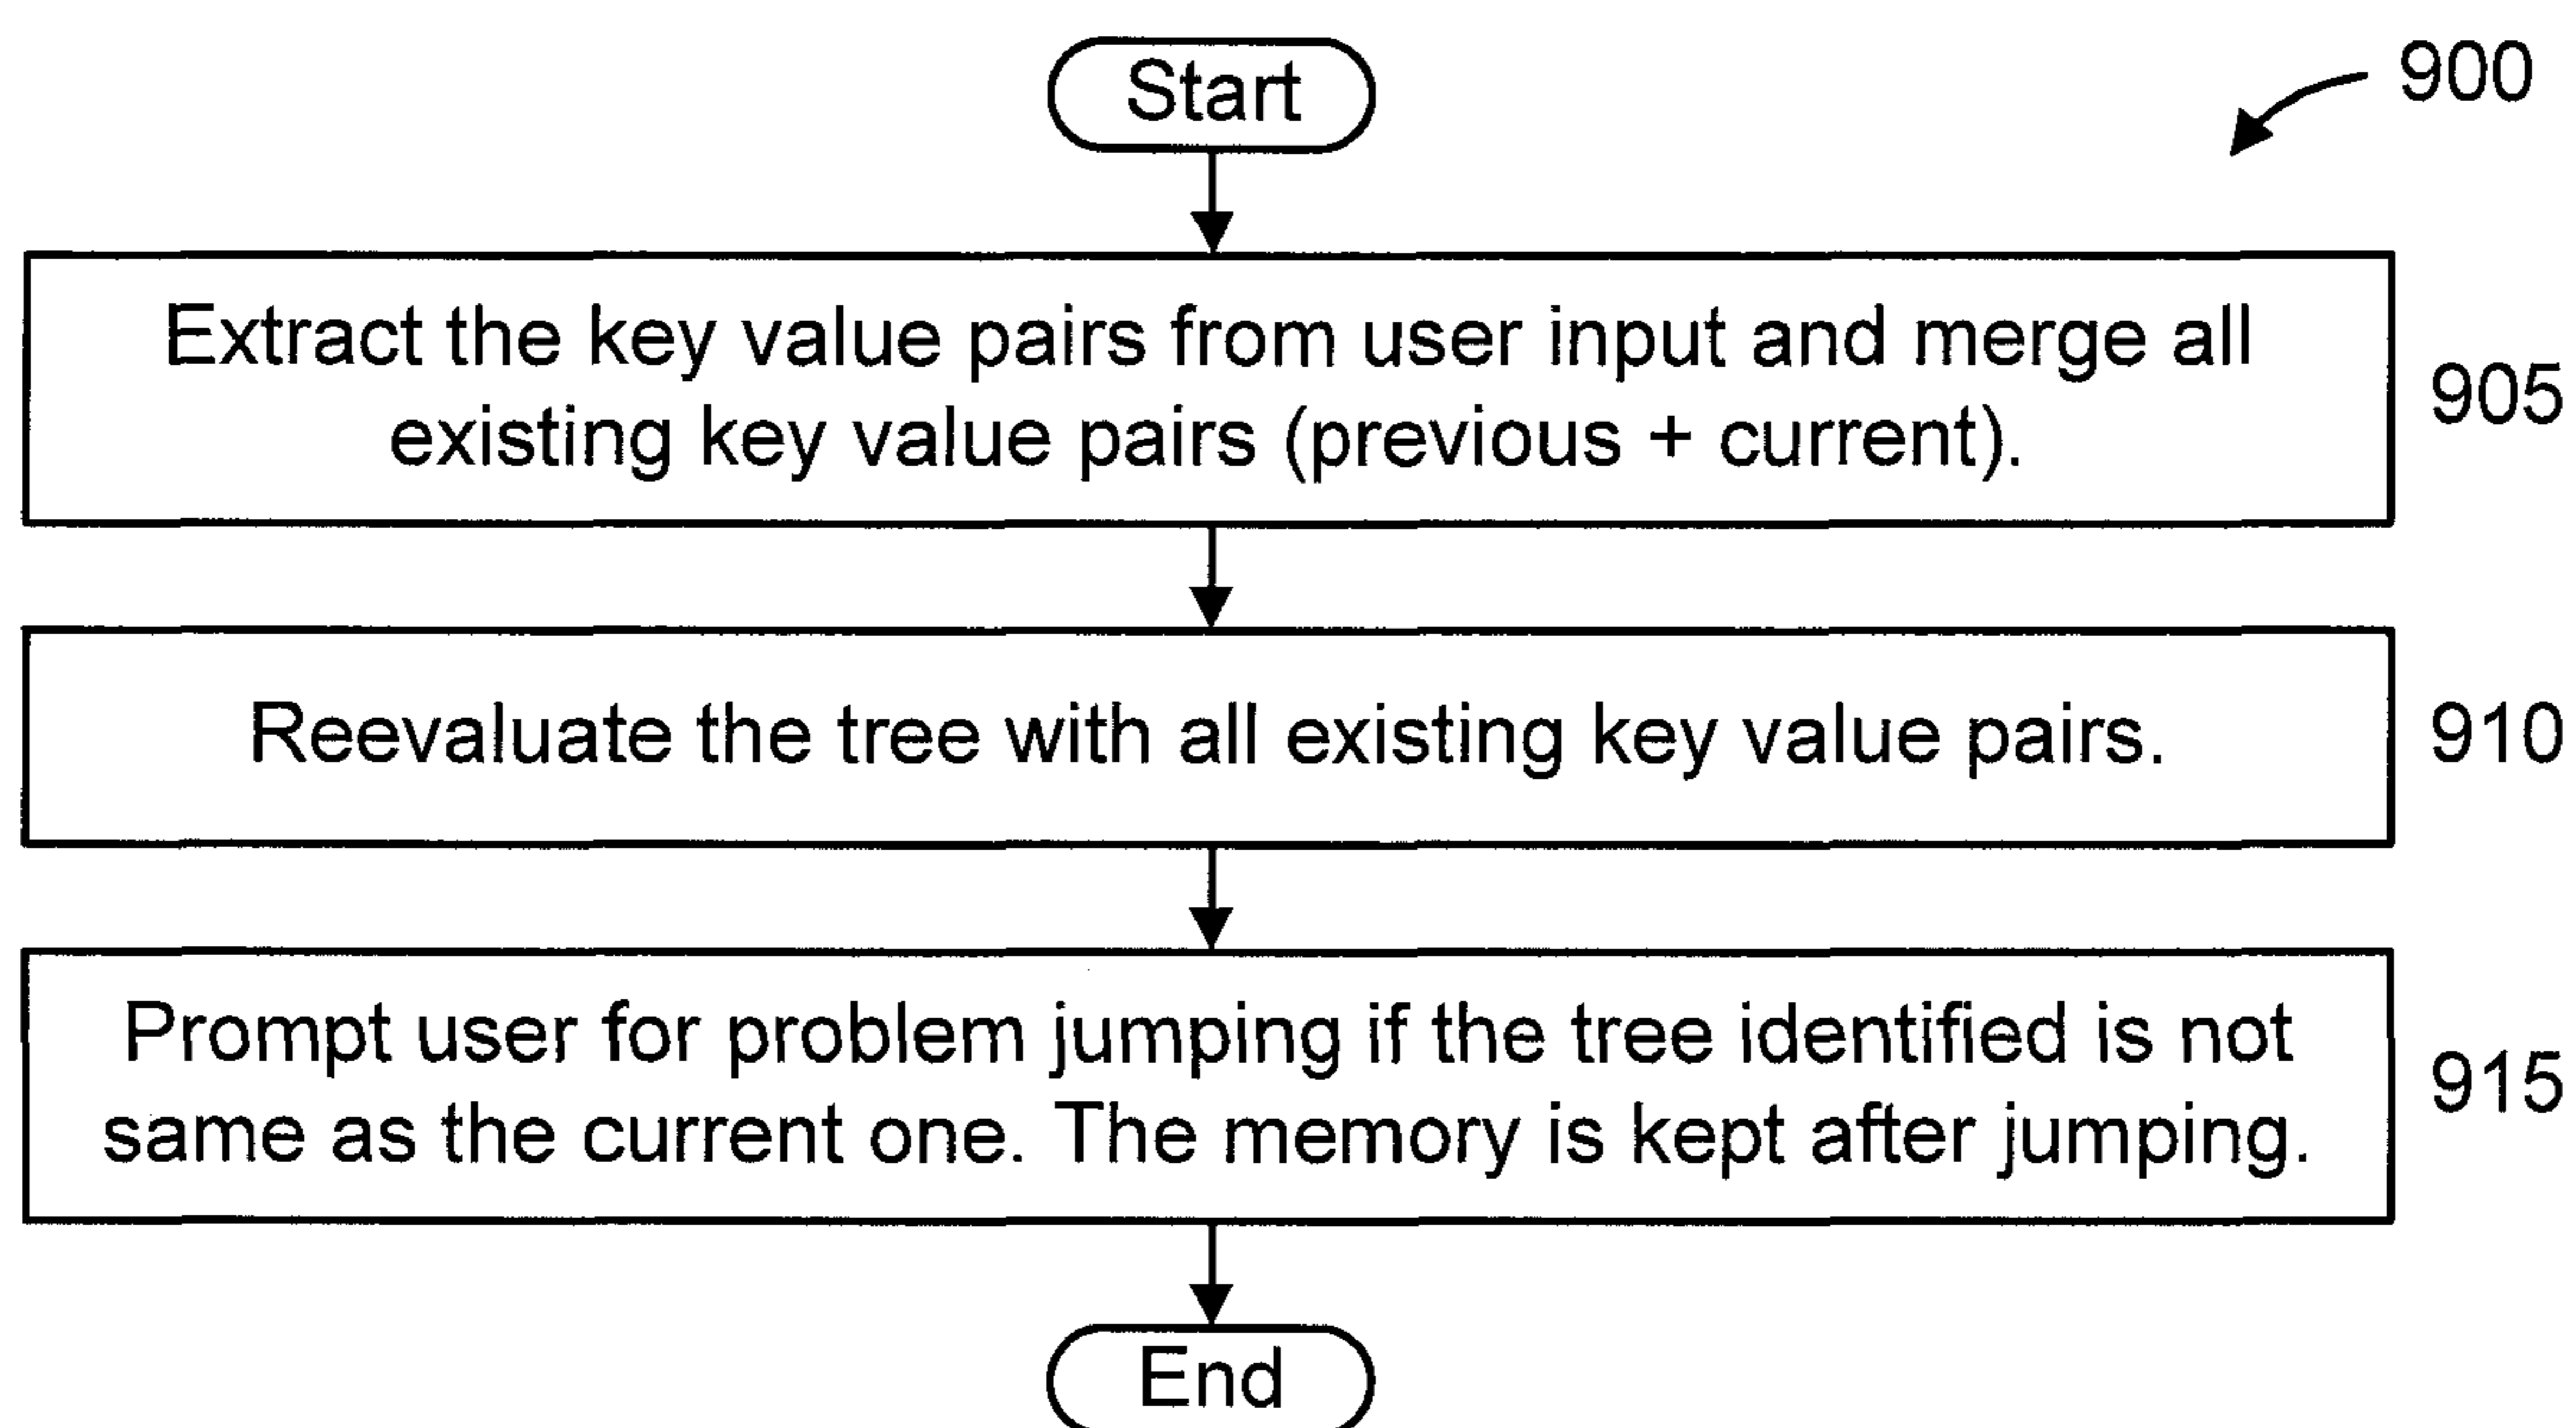 Start
900
Extract the key value pairs from user input and merge all
existing key value pairs (previous + current).
905
Reevaluate the tree with all existing key value pairs.
910
Prompt user for problem jumping if the tree identified is not
same as the current one. The memory is kept after jumping.
915
End